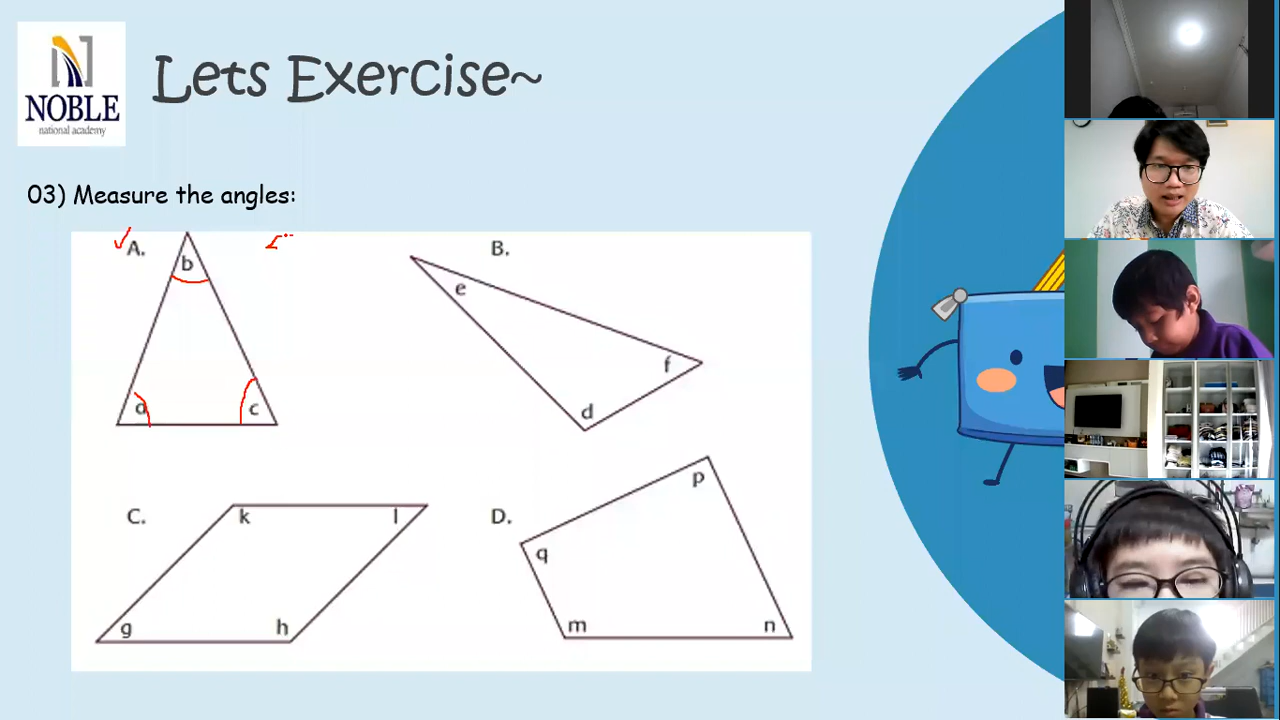 NOBLE
national academy
Lets Exercise~
03) Measure the angles:
A.
b
a
c
B.
e
f
d
C.
k
l
g
h
D.
p
q
m
n